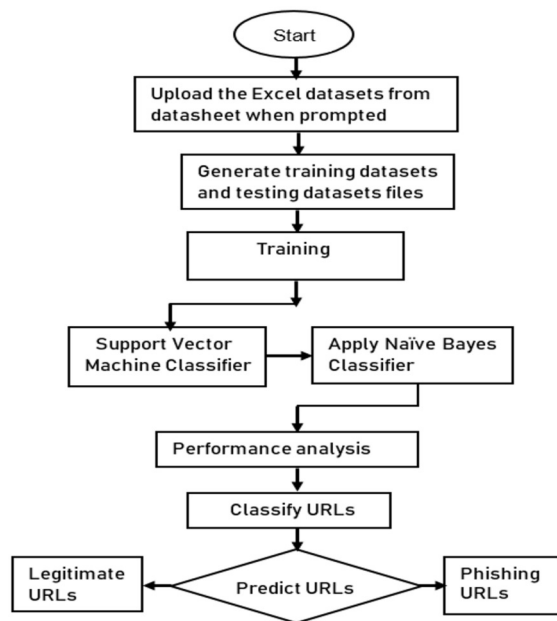 Start
Upload the Excel datasets from
datasheet when prompted
Generate training datasets
and testing datasets files
Training
Support Vector
Machine Classifier
Apply Naïve Bayes
Classifier
Performance analysis
Classify URLs
Legitimate
URLs
Predict URLs
Phishing
URLs